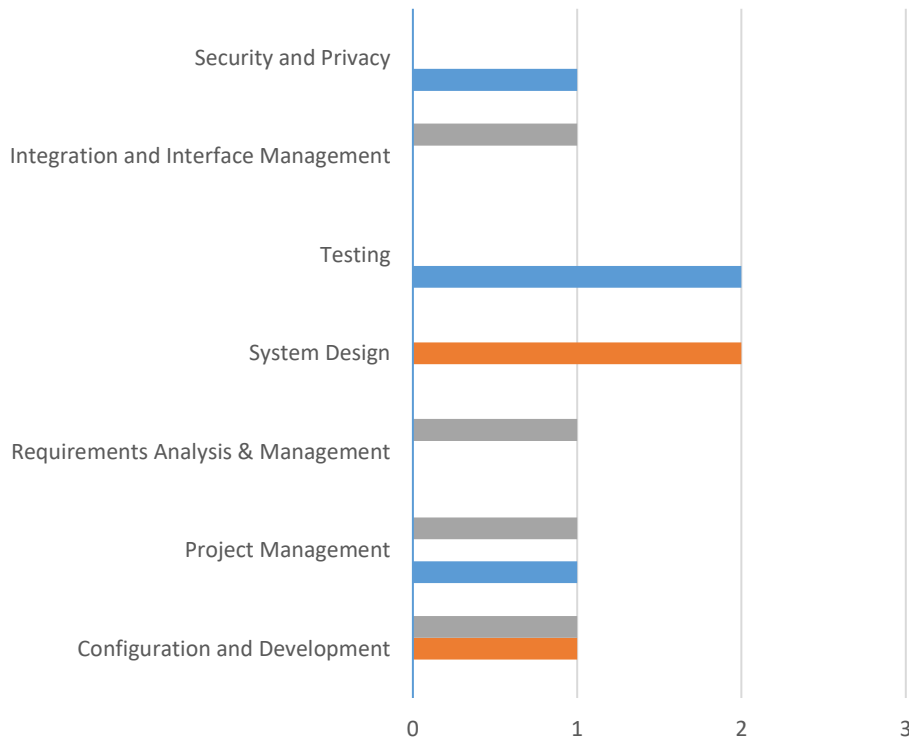 Security and Privacy
Integration and Interface Management
Testing
System Design
Requirements Analysis & Management
Project Management
Configuration and Development
0 1 2 3